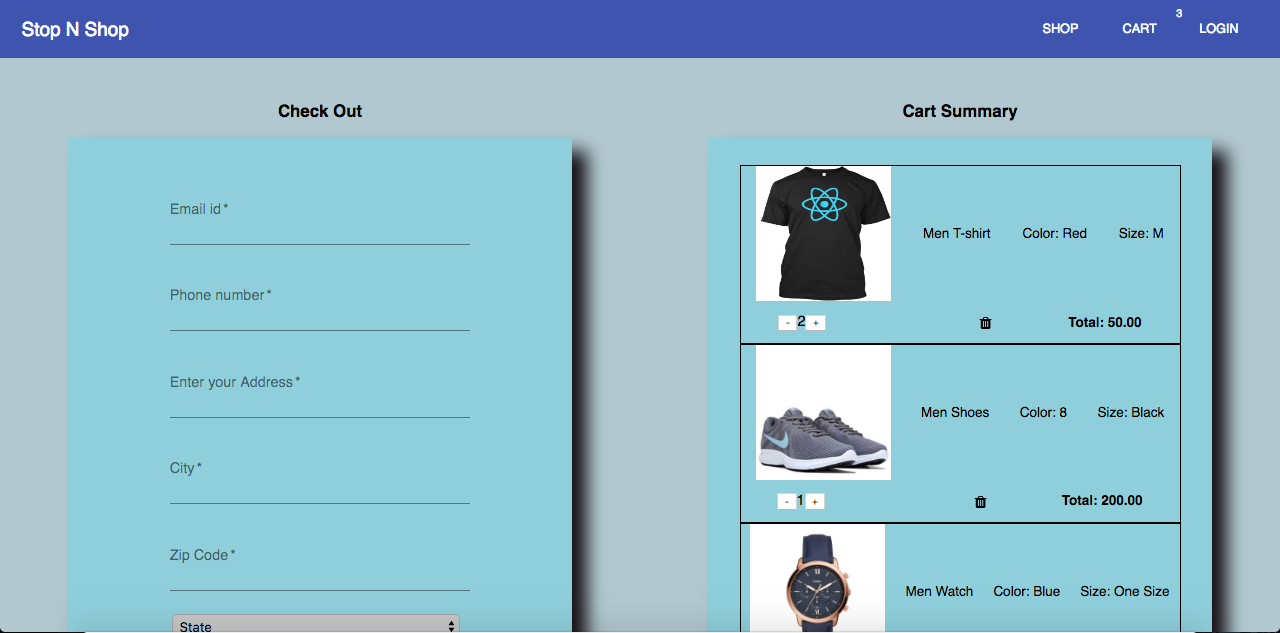 Stop N Shop
SHOP CART 3 LOGIN
Check Out
Email id *
Phone number *
Enter your Address *
City *
Zip Code *
State
Cart Summary
Men T-shirt Color: Red Size: M
- 2 + Total: 50.00
Men Shoes Color: 8 Size: Black
- 1 + Total: 200.00
Men Watch Color: Blue Size: One Size